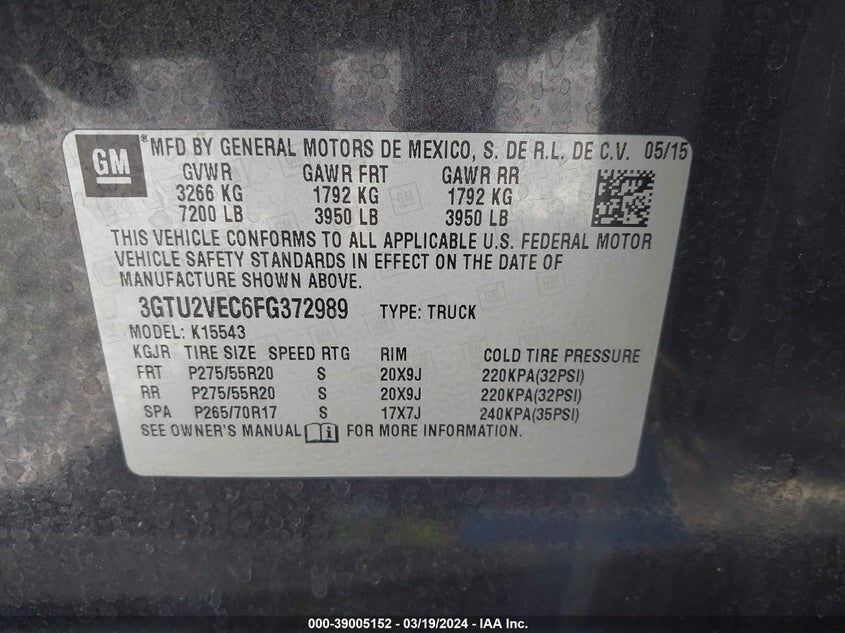 GM ®MFD BY GENERAL MOTORS DE MEXICO, S. DE R.L. DE C.V. 05/15
GVWR GAWR FRT GAWR RR
3266 KG 1792 KG 1792 KG
7200 LB 3950 LB 3950 LB
THIS VEHICLE CONFORMS TO ALL APPLICABLE U.S. FEDERAL MOTOR
VEHICLE SAFETY STANDARDS IN EFFECT ON THE DATE OF
MANUFACTURE SHOWN ABOVE.
3GTU2VEC6FG372989 TYPE: TRUCK
MODEL: K15543
KGJR TIRE SIZE SPEED RTG RIM COLD TIRE PRESSURE
FRT P275/55R20 S 20X9J 220KPA(32PSI)
RR P275/55R20 S 20X9J 220KPA(32PSI)
SPA P265/70R17 S 17X7J 240KPA(35PSI)
SEE OWNER'S MANUAL FOR MORE INFORMATION.
000-39005152 - 03/19/2024 - IAA Inc.